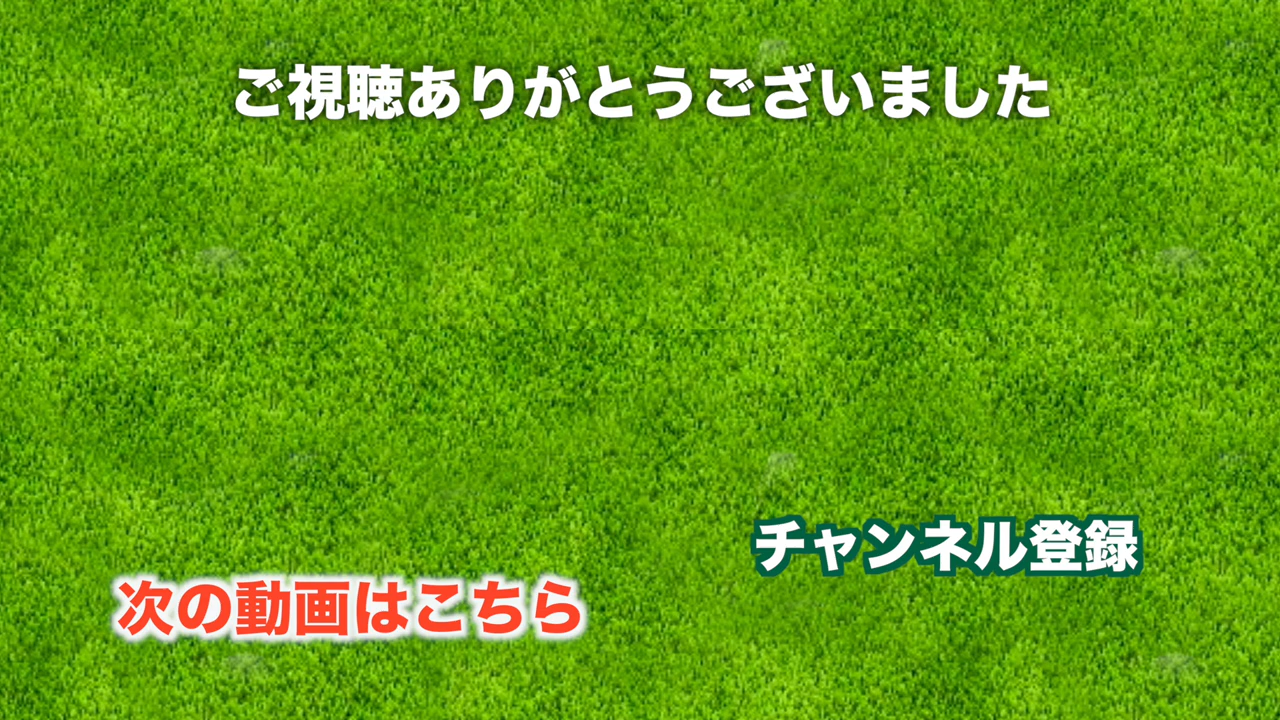 ご視聴ありがとうございました
チャンネル登録
次の動画はこちら